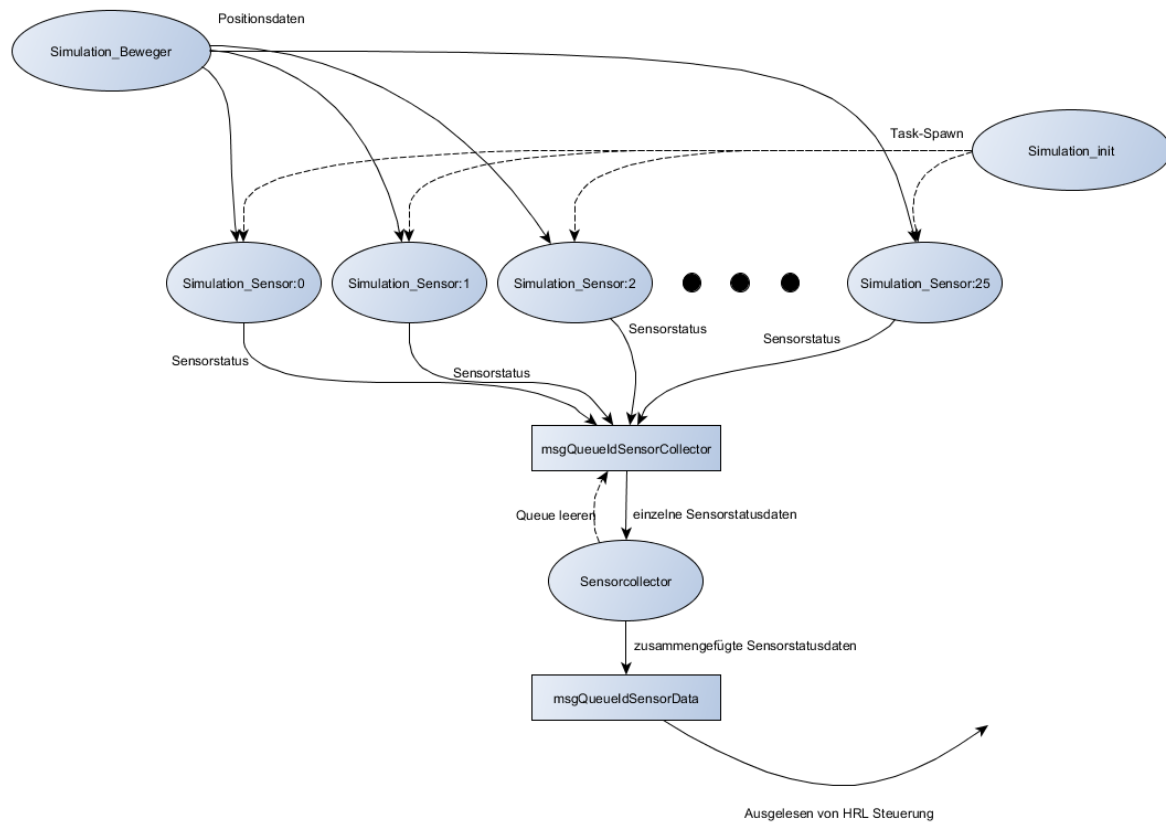 Positionsdaten
Simulation_Beweger
Task-Spawn
Simulation_init
Simulation_Sensor:0
Simulation_Sensor:1
Simulation_Sensor:2
Simulation_Sensor:25
Sensorstatus
Sensorstatus
Sensorstatus
Sensorstatus
msgQueueIdSensorCollector
Queue leeren
einzelne Sensorstatusdaten
Sensorcollector
zusammengefügte Sensorstatusdaten
msgQueueIdSensorData
Ausgelesen von HRL Steuerung